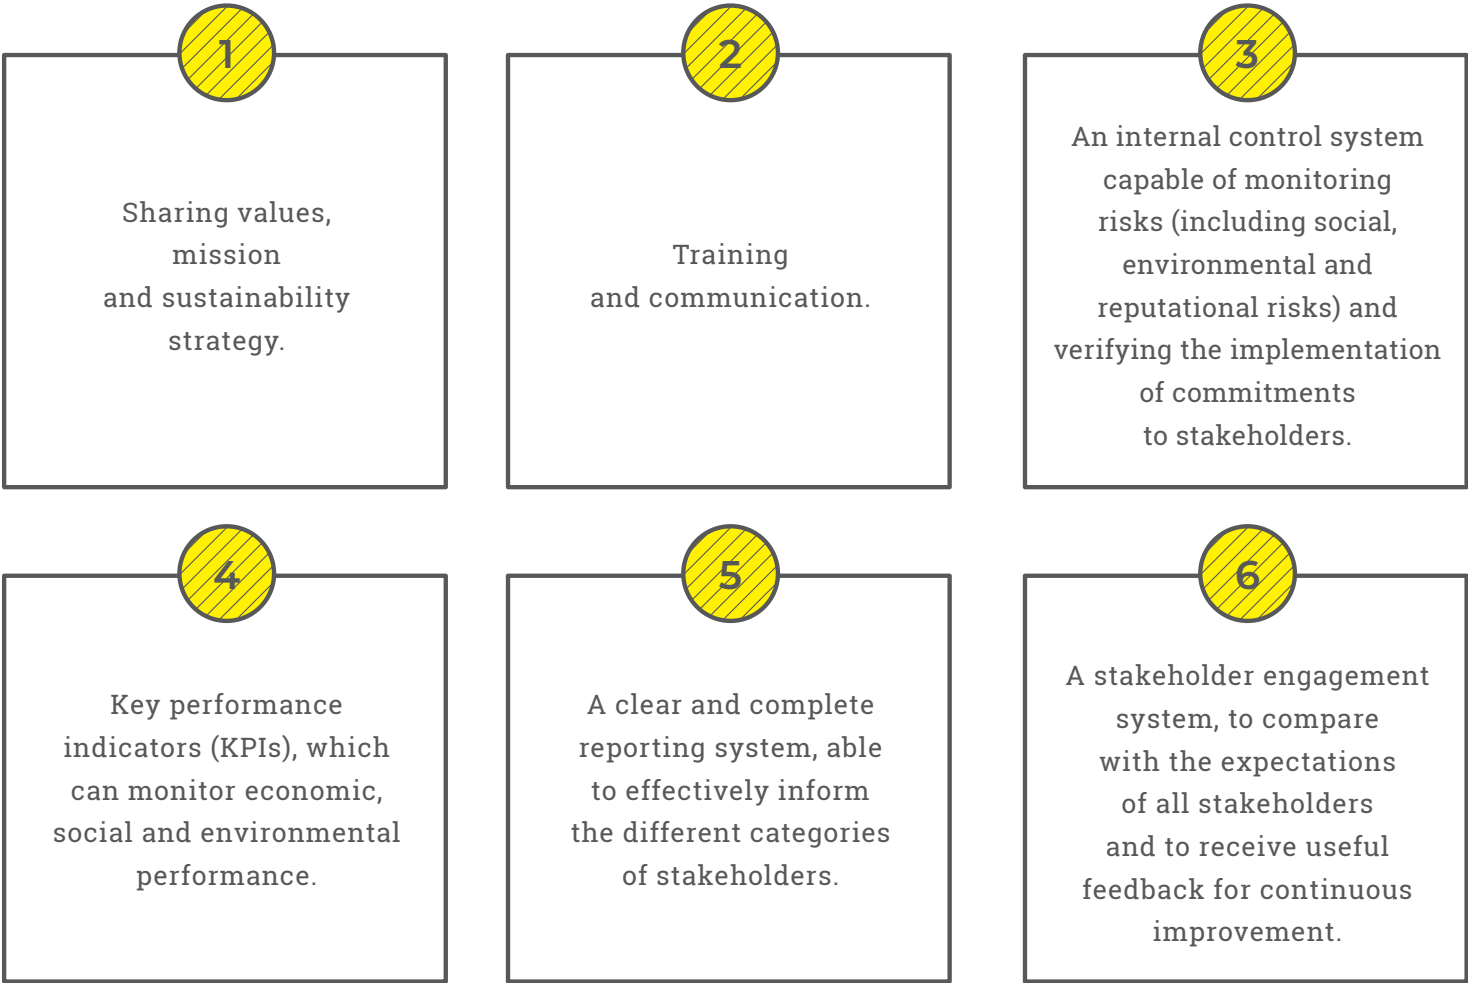 1
Sharing values,
mission
and sustainability
strategy.
2
Training
and communication.
3
An internal control system
capable of monitoring
risks (including social,
environmental and
reputational risks) and
verifying the implementation
of commitments
to stakeholders.
4
Key performance
indicators (KPIs), which
can monitor economic,
social and environmental
performance.
5
A clear and complete
reporting system, able
to effectively inform
the different categories
of stakeholders.
6
A stakeholder engagement
system, to compare
with the expectations
of all stakeholders
and to receive useful
feedback for continuous
improvement.